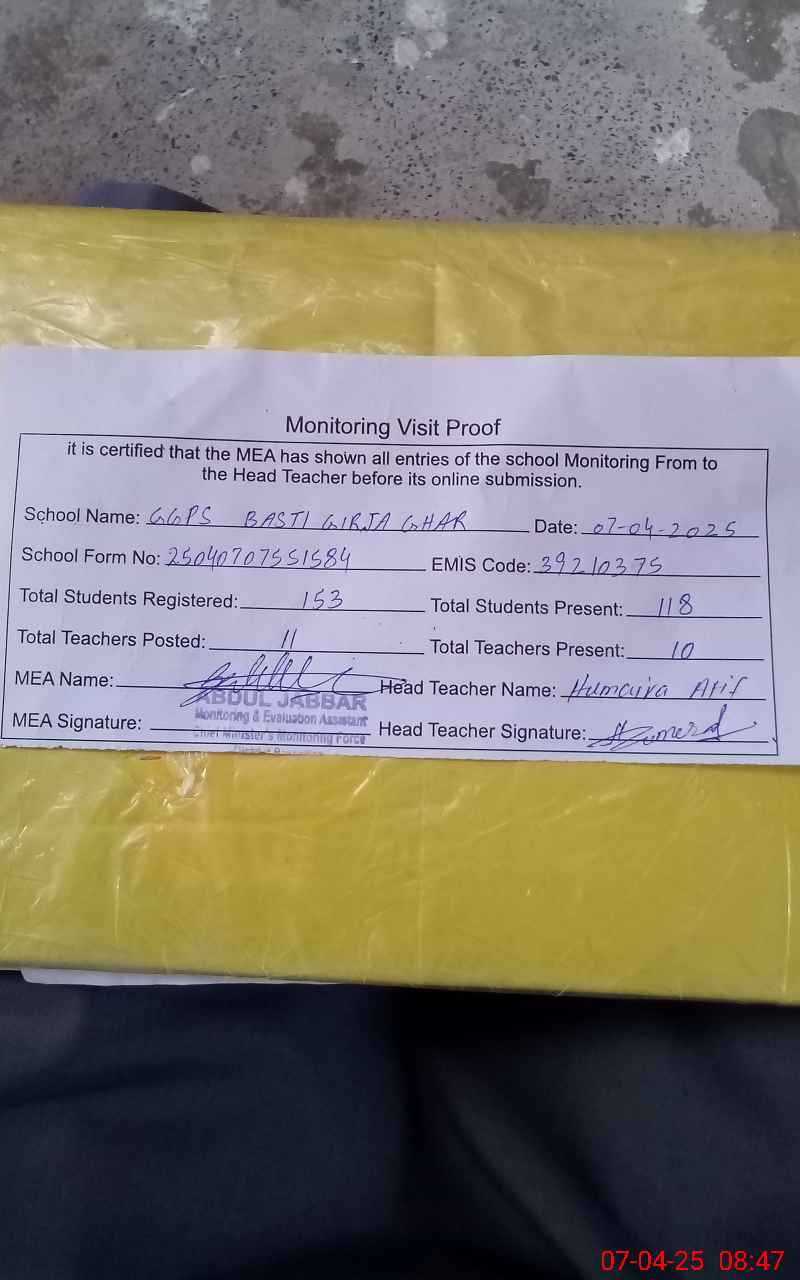 Monitoring Visit Proof
it is certified that the MEA has shown all entries of the school Monitoring From to
the Head Teacher before its online submission.
School Name: GGPS BASTI GIRJA GHAR Date: 07-04-2025
School Form No: 25040707551584 EMIS Code: 39210375
Total Students Registered: 153 Total Students Present: 118
Total Teachers Posted: 11 Total Teachers Present: 10
MEA Name: Head Teacher Name: Humaira Atif
ABDUL JABBAR
Monitoring & Evaluation Assistant
MEA Signature: Head Teacher Signature:
Chief Minister's Monitoring Force
District
07-04-25 08:47